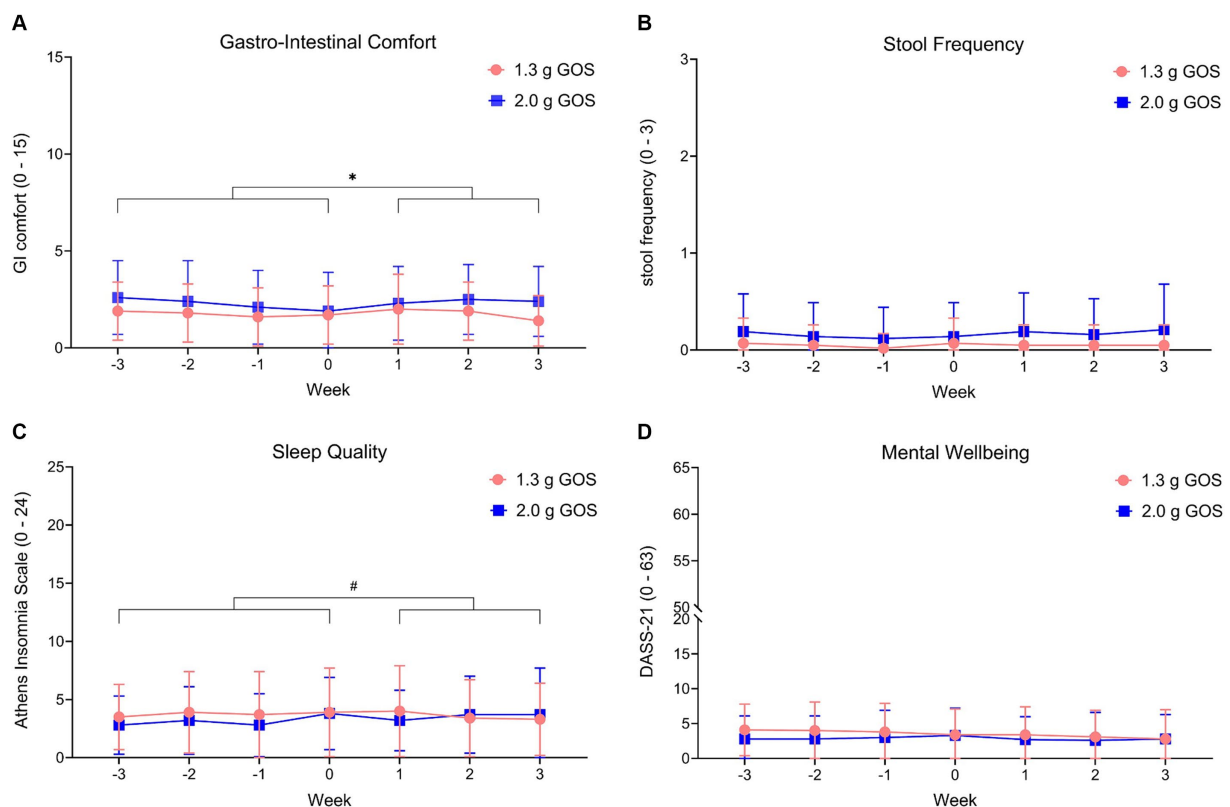 A
Gastro-Intestinal Comfort
1.3 g GOS
2.0 g GOS
GI comfort (0 - 15)
15
10
5
0
*
-3 -2 -1 0 1 2 3
Week
B
Stool Frequency
1.3 g GOS
2.0 g GOS
stool frequency (0 - 3)
3
2
1
0
-3 -2 -1 0 1 2 3
Week
C
Sleep Quality
1.3 g GOS
2.0 g GOS
Athens Insomnia Scale (0 - 24)
25
20
15
10
5
0
#
-3 -2 -1 0 1 2 3
Week
D
Mental Wellbeing
1.3 g GOS
2.0 g GOS
DASS-21 (0 - 63)
65
60
55
50
20
15
10
5
0
-3 -2 -1 0 1 2 3
Week